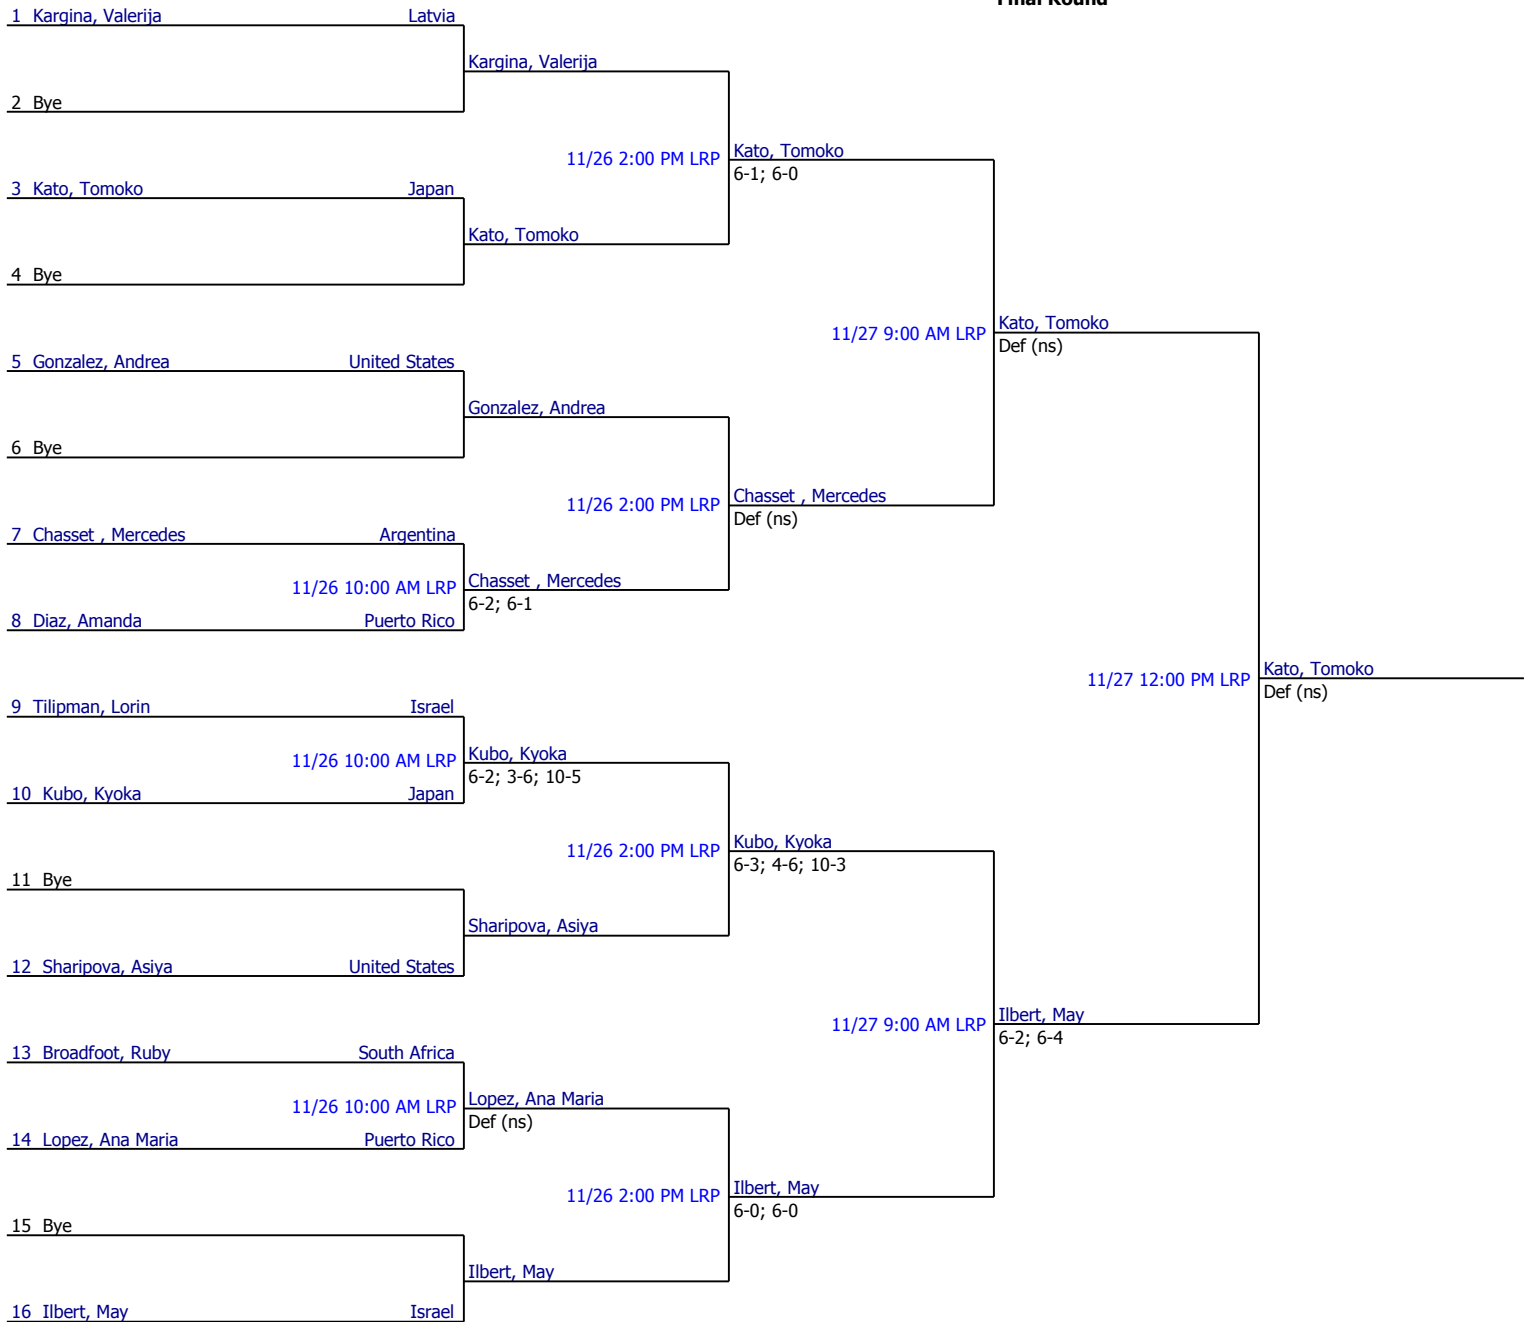 Final Round
1 Kargina, Valerija Latvia
Kargina, Valerija
2 Bye
11/26 2:00 PM LRP Kato, Tomoko
6-1; 6-0
3 Kato, Tomoko Japan
Kato, Tomoko
4 Bye
11/27 9:00 AM LRP Kato, Tomoko
Def (ns)
5 Gonzalez, Andrea United States
Gonzalez, Andrea
6 Bye
11/26 2:00 PM LRP Chasset , Mercedes
Def (ns)
7 Chasset , Mercedes Argentina
11/26 10:00 AM LRP Chasset , Mercedes
6-2; 6-1
8 Diaz, Amanda Puerto Rico
11/27 12:00 PM LRP Kato, Tomoko
Def (ns)
9 Tilipman, Lorin Israel
11/26 10:00 AM LRP Kubo, Kyoka
6-2; 3-6; 10-5
10 Kubo, Kyoka Japan
11/26 2:00 PM LRP Kubo, Kyoka
6-3; 4-6; 10-3
11 Bye
Sharipova, Asiya
12 Sharipova, Asiya United States
11/27 9:00 AM LRP Ilbert, May
6-2; 6-4
13 Broadfoot, Ruby South Africa
11/26 10:00 AM LRP Lopez, Ana Maria
Def (ns)
14 Lopez, Ana Maria Puerto Rico
11/26 2:00 PM LRP Ilbert, May
6-0; 6-0
15 Bye
Ilbert, May
16 Ilbert, May Israel